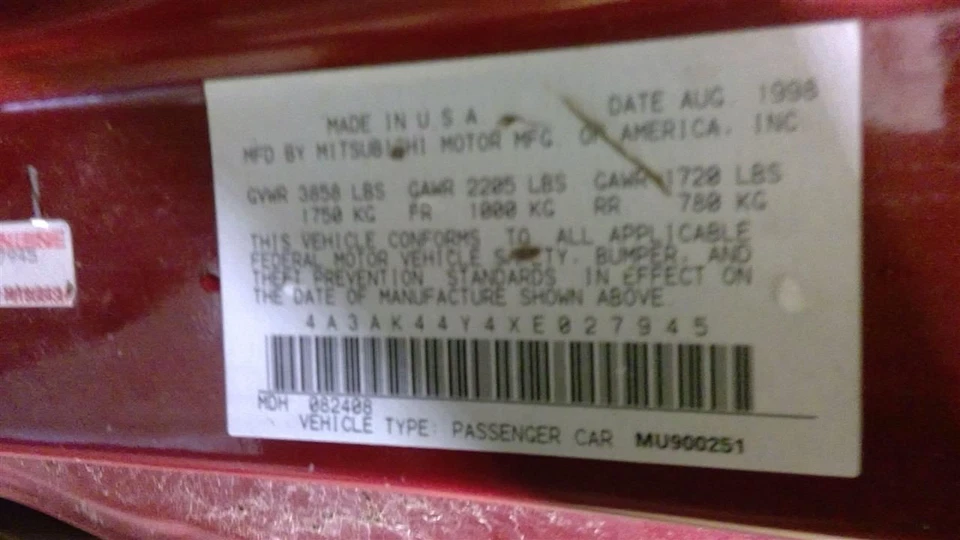 DATE AUG 1998
MADE IN U S A
MFD BY MITSUBISHI MOTOR MFG. OF AMERICA, INC
GVWR 3858 LBS GAWR 2205 LBS GAWR 1720 LBS
1750 KG FR 1000 KG RR 780 KG
THIS VEHICLE CONFORMS TO ALL APPLICABLE
FEDERAL MOTOR VEHICLE SAFETY, BUMPER, AND
THEFT PREVENTION STANDARDS IN EFFECT ON
THE DATE OF MANUFACTURE SHOWN ABOVE
4A3AK44Y4XE027945
MDH 082408
VEHICLE TYPE: PASSENGER CAR MU900251
7945